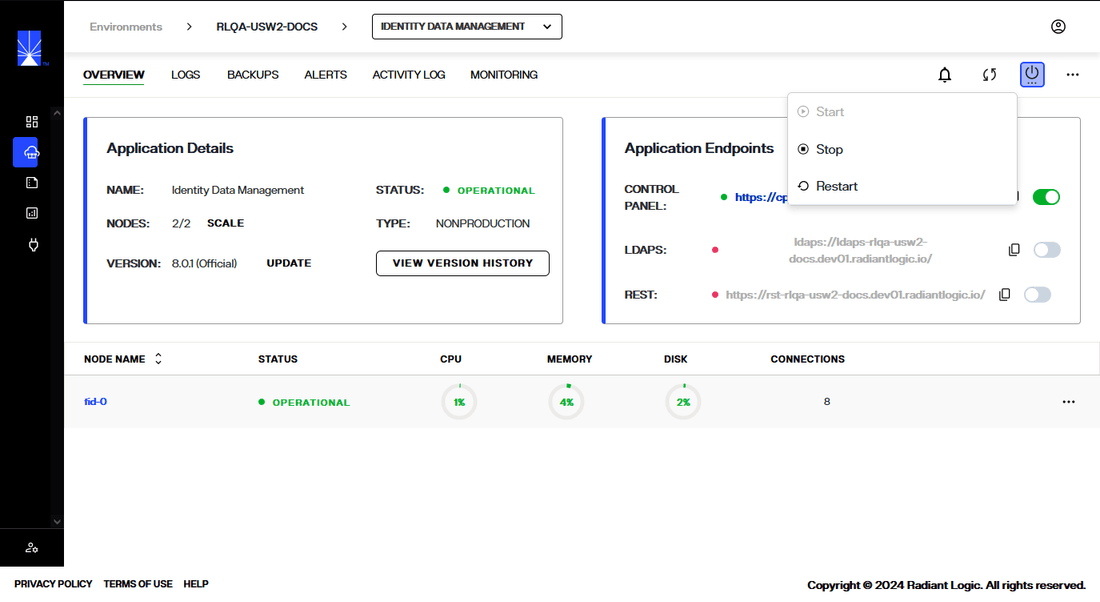 Environments > RLQA-USW2-DOCS > IDENTITY DATA MANAGEMENT
OVERVIEW LOGS BACKUPS ALERTS ACTIVITY LOG MONITORING
Start
Stop
Restart
Application Details
NAME: Identity Data Management STATUS: OPERATIONAL
NODES: 2/2 SCALE TYPE: NONPRODUCTION
VERSION: 8.0.1 (Official) UPDATE VIEW VERSION HISTORY
Application Endpoints
CONTROL
PANEL: https://cp
LDAPS: ldaps://ldaps-rlqa-usw2-
docs.dev01.radiantlogic.io/
REST: https://rst-rlqa-usw2-docs.dev01.radiantlogic.io/
NODE NAME STATUS CPU MEMORY DISK CONNECTIONS
fid-0 OPERATIONAL 1% 4% 2% 8
PRIVACY POLICY TERMS OF USE HELP Copyright © 2024 Radiant Logic. All rights reserved.